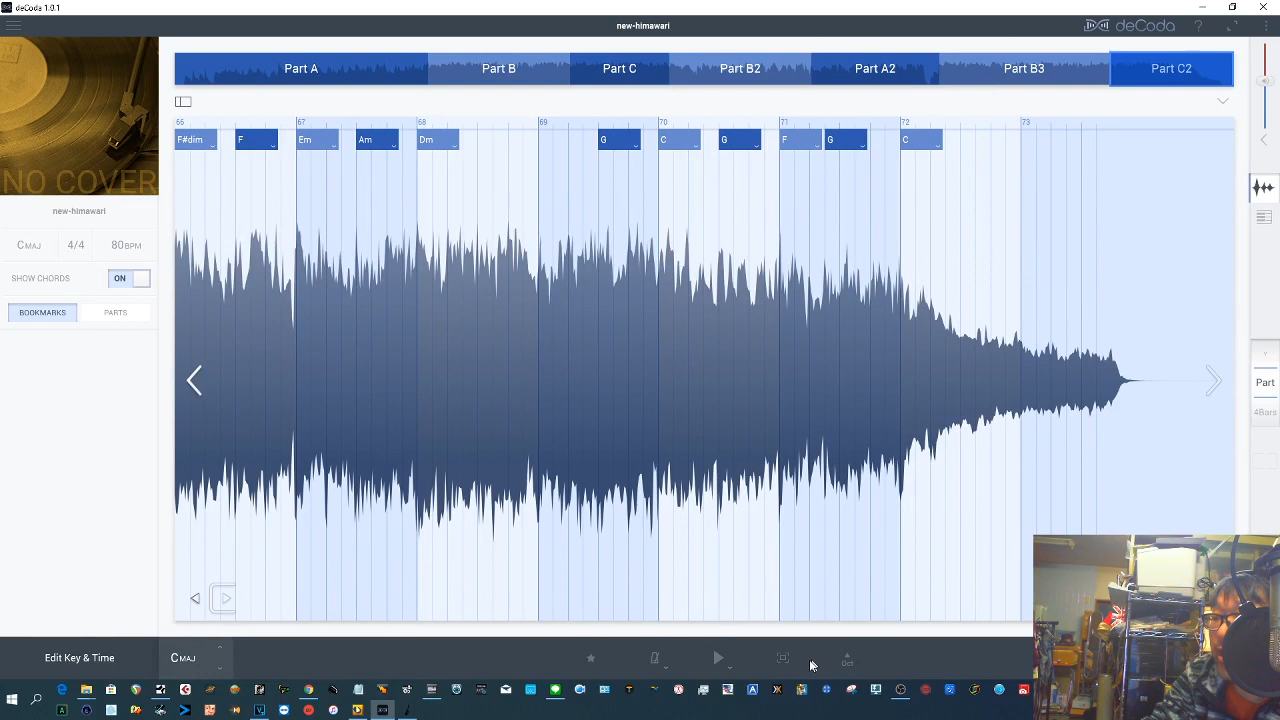 deCoda 1.0.1
new-himawari
deCoda
?
Part A
Part B
Part C
Part B2
Part A2
Part B3
Part C2
NO COVER
new-himawari
CMAJ
4/4
80BPM
SHOW CHORDS
ON
BOOKMARKS
PARTS
66
67
68
69
70
71
72
73
F#dim
F
Em
Am
Dm
G
C
G
F
G
C
Part
4Bars
Edit Key & Time
CMAJ
Oct